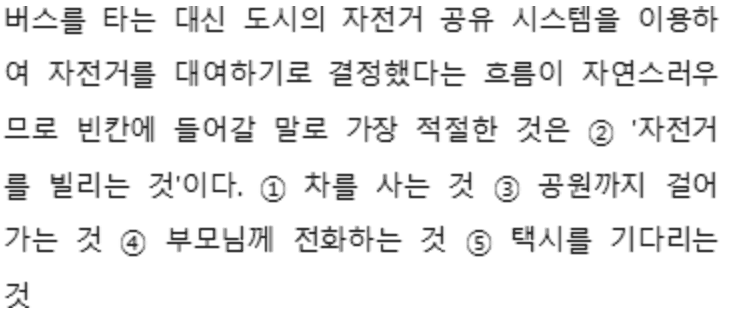 버스를 타는 대신 도시의 자전거 공유 시스템을 이용하
여 자전거를 대여하기로 결정했다는 흐름이 자연스러우
므로 빈칸에 들어갈 말로 가장 적절한 것은 ② '자전거
를 빌리는 것'이다. ① 차를 사는 것 ③ 공원까지 걸어
가는 것 ④ 부모님께 전화하는 것 ⑤ 택시를 기다리는
것